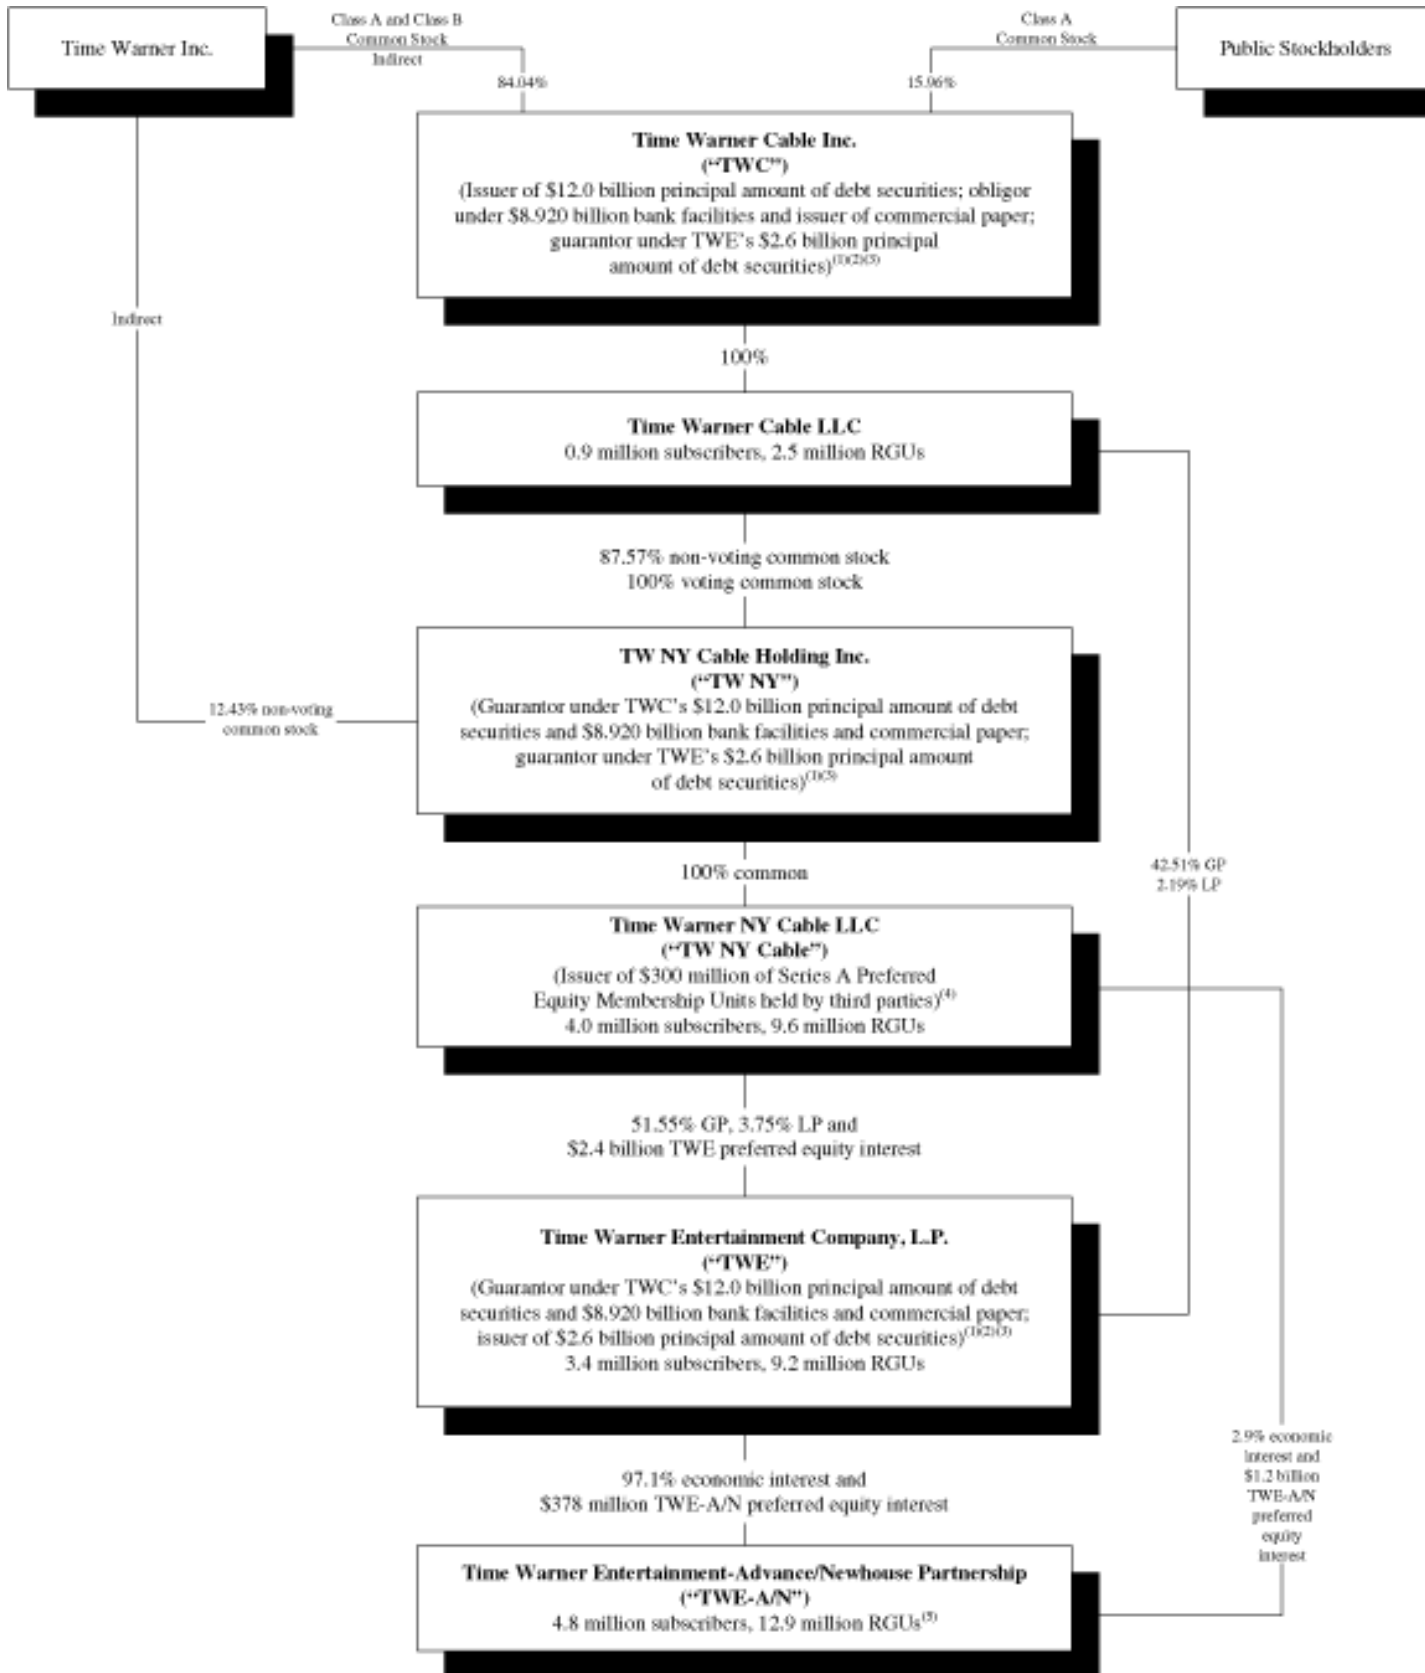 Time Warner Inc.
Class A and Class B
Common Stock
Indirect
84.04%
Class A
Common Stock
15.96%
Public Stockholders
Time Warner Cable Inc.
(“TWC”)
(Issuer of $12.0 billion principal amount of debt securities; obligor
under $8.920 billion bank facilities and issuer of commercial paper;
guarantor under TWE’s $2.6 billion principal
amount of debt securities)(1)(2)(3)
Indirect
100%
Time Warner Cable LLC
0.9 million subscribers, 2.5 million RGUs
87.57% non-voting common stock
100% voting common stock
TW NY Cable Holding Inc.
(“TW NY”)
(Guarantor under TWC’s $12.0 billion principal amount of debt
securities and $8.920 billion bank facilities and commercial paper;
guarantor under TWE’s $2.6 billion principal amount
of debt securities)(1)(3)
12.43% non-voting
common stock
100% common
42.51% GP
2.19% LP
Time Warner NY Cable LLC
(“TW NY Cable”)
(Issuer of $300 million of Series A Preferred
Equity Membership Units held by third parties)(4)
4.0 million subscribers, 9.6 million RGUs
51.55% GP, 3.75% LP and
$2.4 billion TWE preferred equity interest
Time Warner Entertainment Company, L.P.
(“TWE”)
(Guarantor under TWC’s $12.0 billion principal amount of debt
securities and $8.920 billion bank facilities and commercial paper;
issuer of $2.6 billion principal amount of debt securities)(1)(2)(3)
3.4 million subscribers, 9.2 million RGUs
2.9% economic
interest and
$1.2 billion
TWE-A/N
preferred
equity
interest
97.1% economic interest and
$378 million TWE-A/N preferred equity interest
Time Warner Entertainment-Advance/Newhouse Partnership
(“TWE-A/N”)
4.8 million subscribers, 12.9 million RGUs(5)